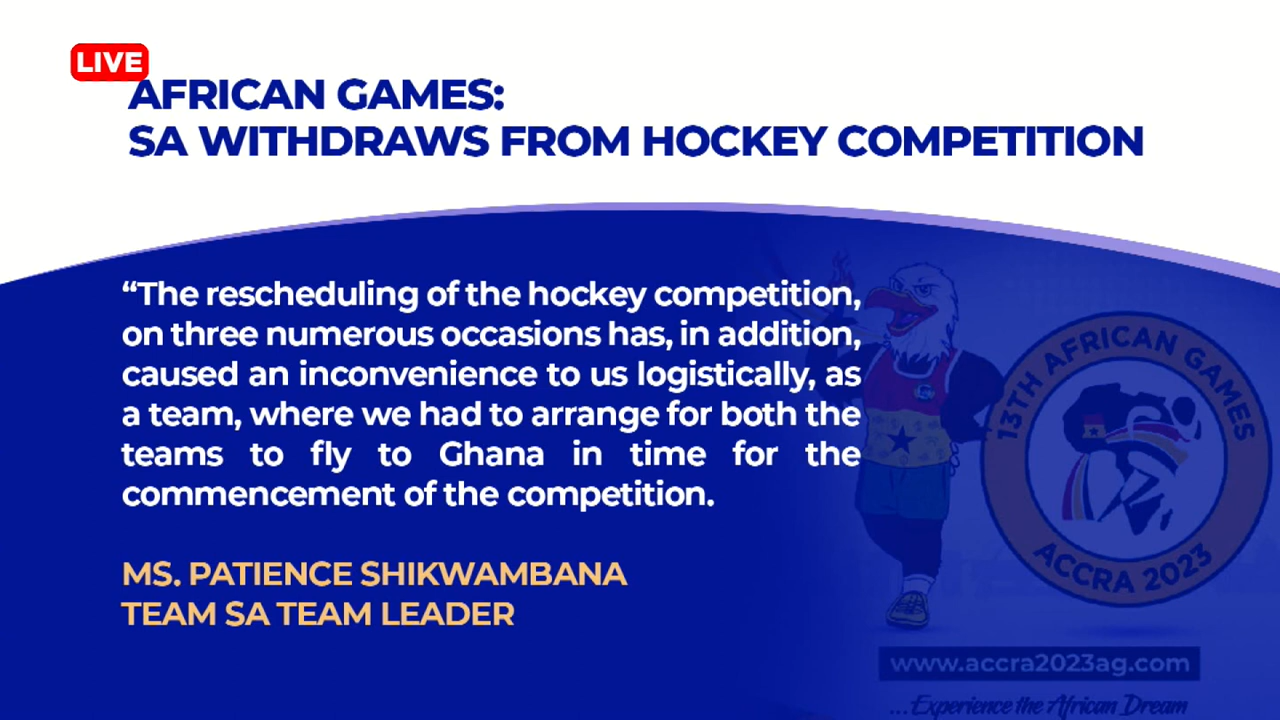 LIVE
AFRICAN GAMES:
SA WITHDRAWS FROM HOCKEY COMPETITION
“The rescheduling of the hockey competition,
on three numerous occasions has, in addition,
caused an inconvenience to us logistically, as
a team, where we had to arrange for both the
teams to fly to Ghana in time for the
commencement of the competition.
MS. PATIENCE SHIKWAMBANA
TEAM SA TEAM LEADER
13TH AFRICAN GAMES
ACCRA 2023
www.accra2023ag.com
...Experience the African Dream